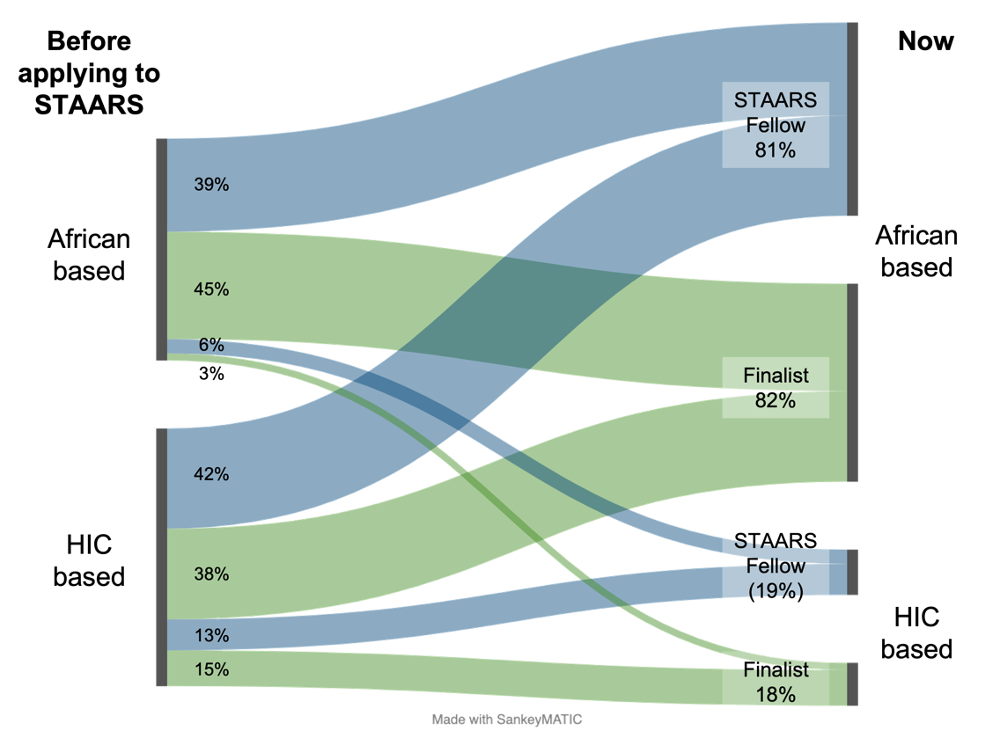 Before
applying to
STAARS
Now
39%
STAARS
Fellow
81%
African
based
African
based
45%
6%
3%
Finalist
82%
42%
HIC
based
38%
STAARS
Fellow
(19%)
13%
HIC
based
15%
Finalist
18%
Made with SankeyMATIC